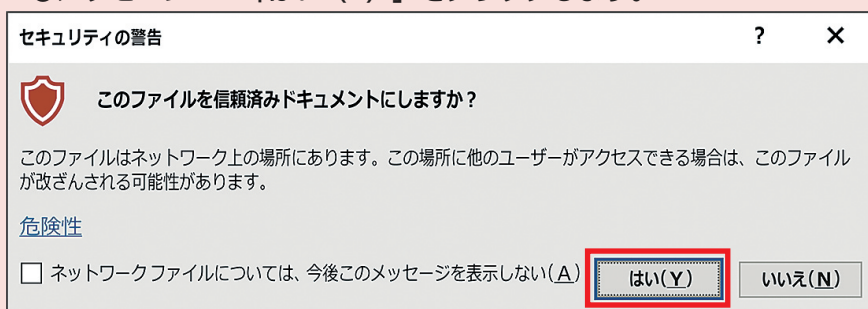 セキュリティの警告 ? ×
このファイルを信頼済みドキュメントにしますか？
このファイルはネットワーク上の場所にあります。この場所に他のユーザーがアクセスできる場合は、このファイル
が改ざんされる可能性があります。
危険性
ネットワークファイルについては、今後このメッセージを表示しない(A) はい(Y) いいえ(N)